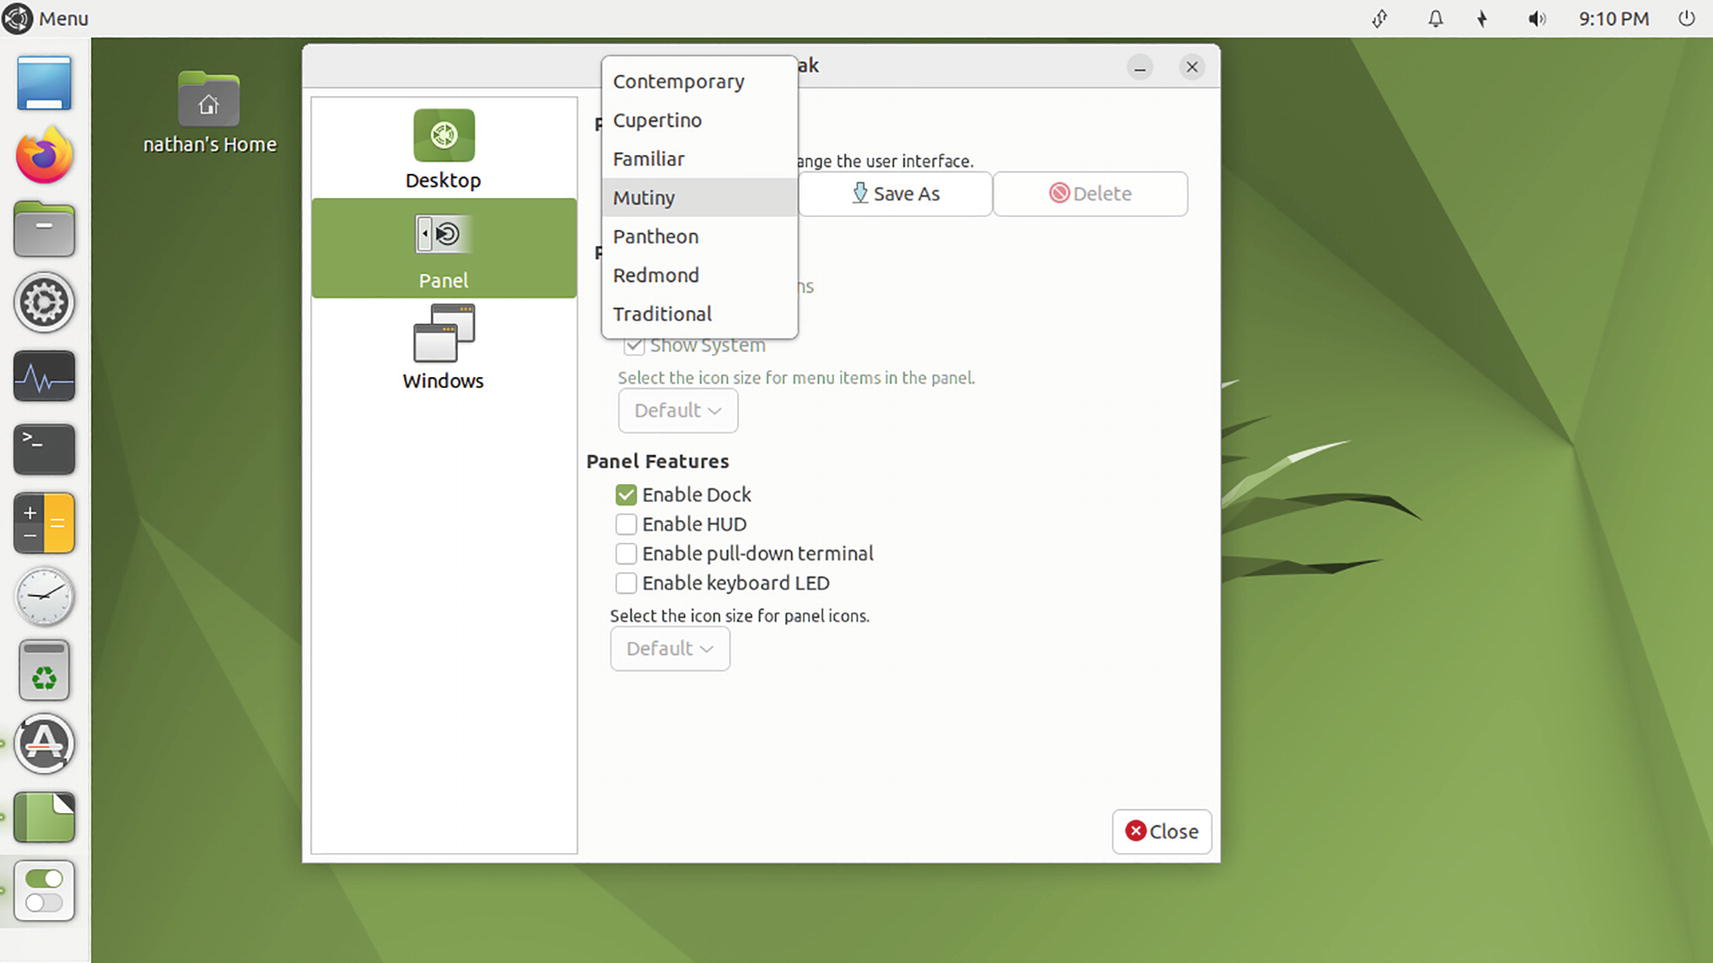 Menu
9:10 PM
nathan's Home
ak
Desktop
Panel
Windows
Contemporary
Cupertino
Familiar
Mutiny
Pantheon
Redmond
Traditional
P
ange the user interface.
Save As
Delete
P
ns
Show System
Select the icon size for menu items in the panel.
Default
Panel Features
Enable Dock
Enable HUD
Enable pull-down terminal
Enable keyboard LED
Select the icon size for panel icons.
Default
Close